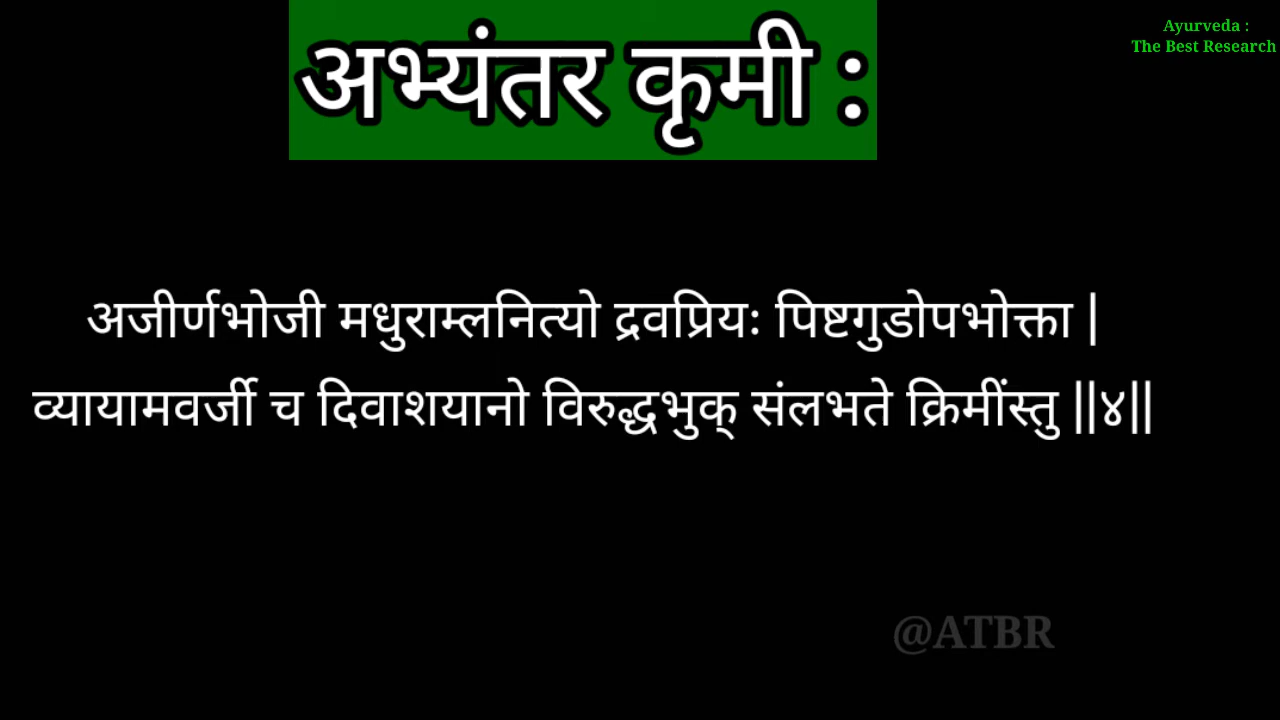 अभ्यंतर कृमी :
Ayurveda :
The Best Research
अजीर्णभोजी मधुराम्लनित्यो द्रवप्रियः पिष्टगुडोपभोक्ता |
व्यायामवर्जी च दिवाशयानो विरुद्धभुक् संलभते क्रिमींस्तु ||४||
@ATBR